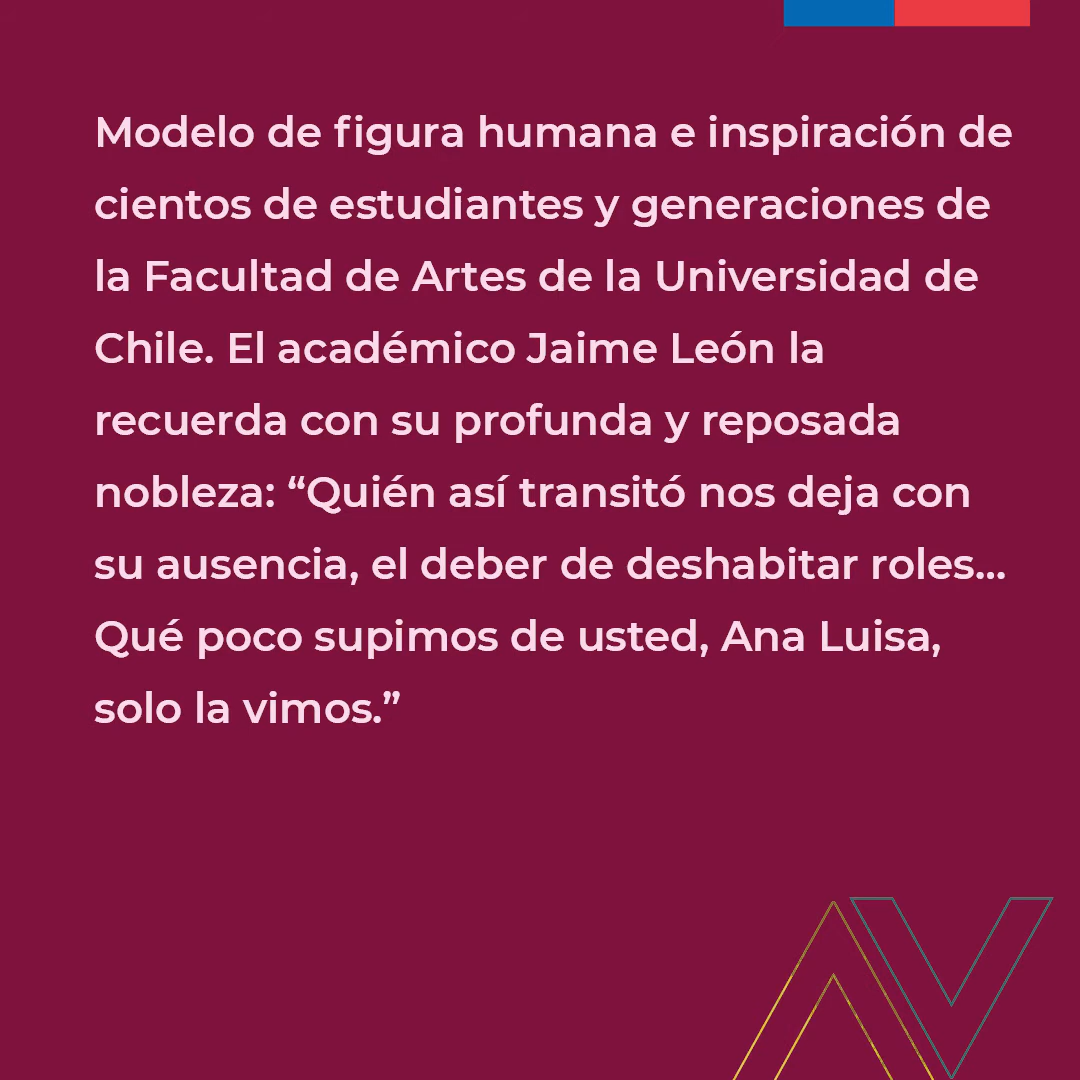 Modelo de figura humana e inspiración de
cientos de estudiantes y generaciones de
la Facultad de Artes de la Universidad de
Chile. El académico Jaime León la
recuerda con su profunda y reposada
nobleza: “Quién así transitó nos deja con
su ausencia, el deber de deshabitar roles...
Qué poco supimos de usted, Ana Luisa,
solo la vimos.”